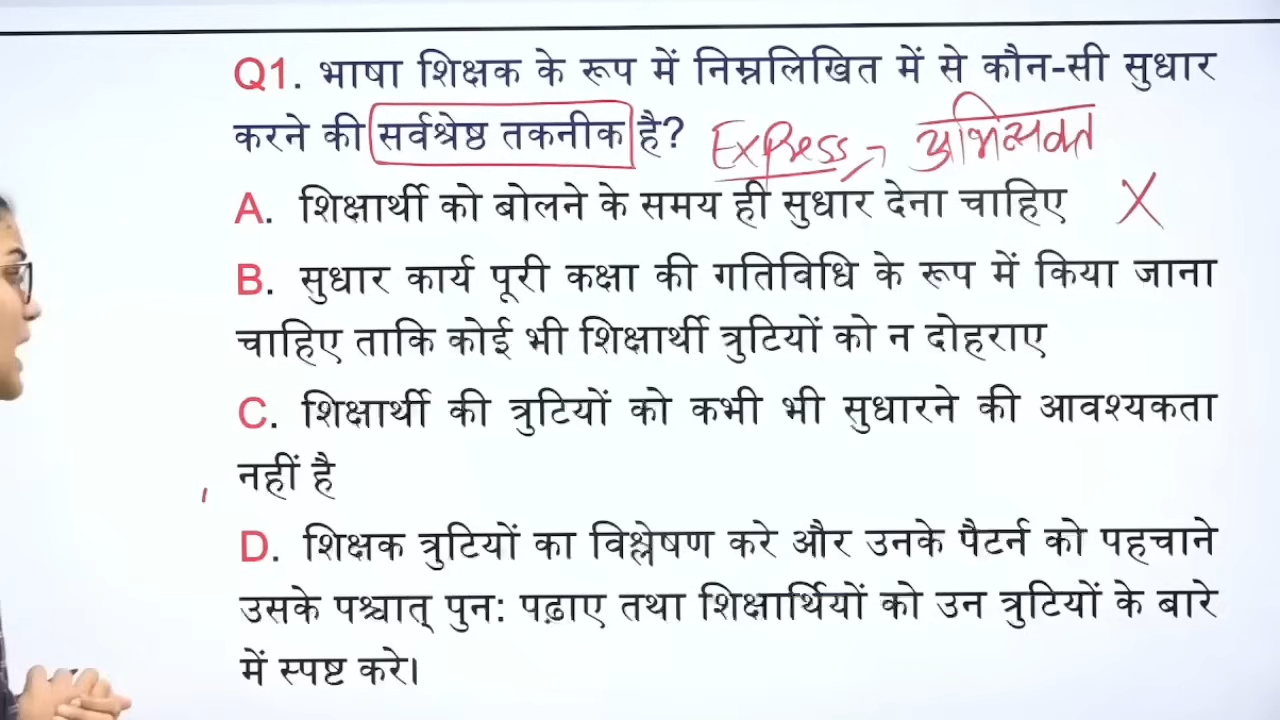 Q1. भाषा शिक्षक के रूप में निम्नलिखित में से कौन-सी सुधार
करने की सर्वश्रेष्ठ तकनीक है? Express → अभिव्यक्त
A. शिक्षार्थी को बोलने के समय ही सुधार देना चाहिए X
B. सुधार कार्य पूरी कक्षा की गतिविधि के रूप में किया जाना
चाहिए ताकि कोई भी शिक्षार्थी त्रुटियों को न दोहराए
C. शिक्षार्थी की त्रुटियों को कभी भी सुधारने की आवश्यकता
नहीं है
D. शिक्षक त्रुटियों का विश्लेषण करे और उनके पैटर्न को पहचाने
उसके पश्चात् पुन: पढ़ाए तथा शिक्षार्थियों को उन त्रुटियों के बारे
में स्पष्ट करे।